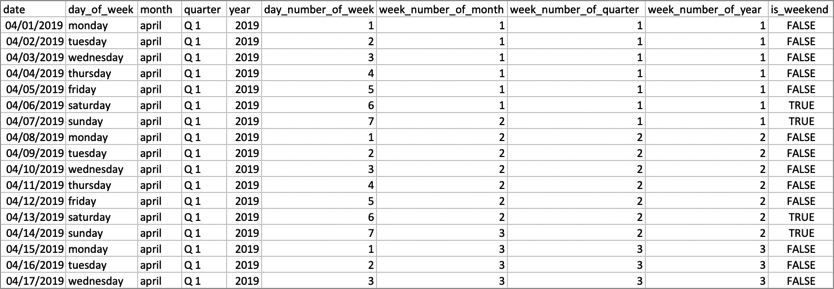 date day_of_week month quarter year day_number_of_week week_number_of_month week_number_of_quarter week_number_of_year is_weekend
04/01/2019 monday april Q 1 2019 1 1 1 1 FALSE
04/02/2019 tuesday april Q 1 2019 2 1 1 1 FALSE
04/03/2019 wednesday april Q 1 2019 3 1 1 1 FALSE
04/04/2019 thursday april Q 1 2019 4 1 1 1 FALSE
04/05/2019 friday april Q 1 2019 5 1 1 1 FALSE
04/06/2019 saturday april Q 1 2019 6 1 1 1 TRUE
04/07/2019 sunday april Q 1 2019 7 2 1 1 TRUE
04/08/2019 monday april Q 1 2019 1 2 2 2 FALSE
04/09/2019 tuesday april Q 1 2019 2 2 2 2 FALSE
04/10/2019 wednesday april Q 1 2019 3 2 2 2 FALSE
04/11/2019 thursday april Q 1 2019 4 2 2 2 FALSE
04/12/2019 friday april Q 1 2019 5 2 2 2 FALSE
04/13/2019 saturday april Q 1 2019 6 2 2 2 TRUE
04/14/2019 sunday april Q 1 2019 7 3 2 2 TRUE
04/15/2019 monday april Q 1 2019 1 3 3 3 FALSE
04/16/2019 tuesday april Q 1 2019 2 3 3 3 FALSE
04/17/2019 wednesday april Q 1 2019 3 3 3 3 FALSE